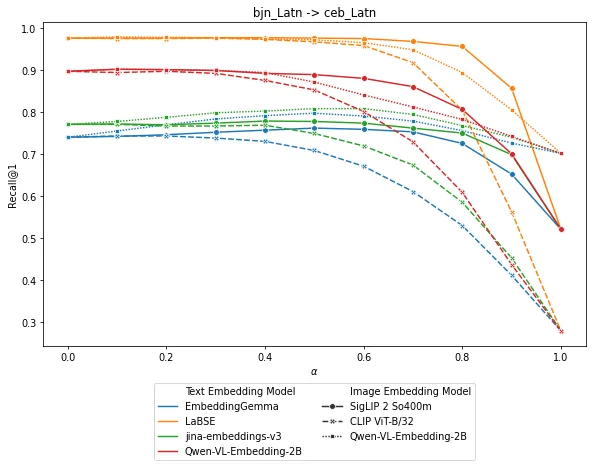 bjn_Latn -> ceb_Latn
Recall@1
1.0
0.9
0.8
0.7
0.6
0.5
0.4
0.3
0.0 0.2 0.4 0.6 0.8 1.0
α
Text Embedding Model Image Embedding Model
EmbeddingGemma SigLIP 2 So400m
LaBSE CLIP ViT-B/32
jina-embeddings-v3 Qwen-VL-Embedding-2B
Qwen-VL-Embedding-2B